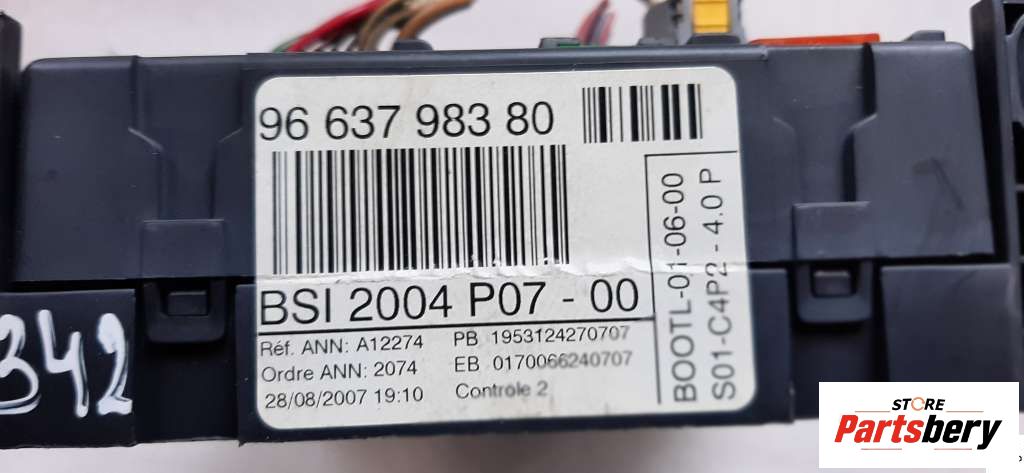 96 637 983 80
BSI 2004 P07 - 00
Réf. ANN: A12274 PB 1953124270707
Ordre ANN: 2074 EB 0170066240707
28/08/2007 19:10 Contrôle 2
BOOTL-01-06-00
S01-C4P2 - 4.0 P
342
STORE
Partsbery